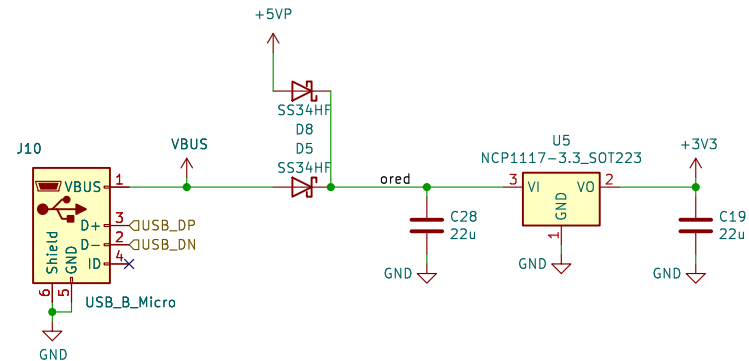 +5VP
SS34HF
D8
D5
SS34HF
J10
VBUS
ored
U5
NCP1117-3.3_SOT223
+3V3
VBUS 1
D+ 3 USB_DP
D- 2 USB_DN
ID 4
Shield
GND
6 5
USB_B_Micro
GND
3 VI VO 2
GND
1
GND
C28
22u
GND
C19
22u
GND